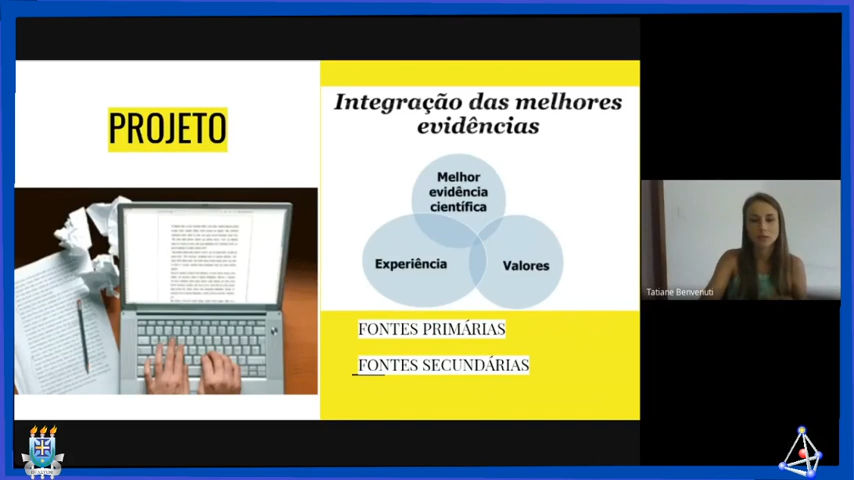 PROJETO
Integração das melhores
evidências
Melhor
evidência
científica
Experiência
Valores
FONTES PRIMÁRIAS
FONTES SECUNDÁRIAS
Tatiane Benvenuti